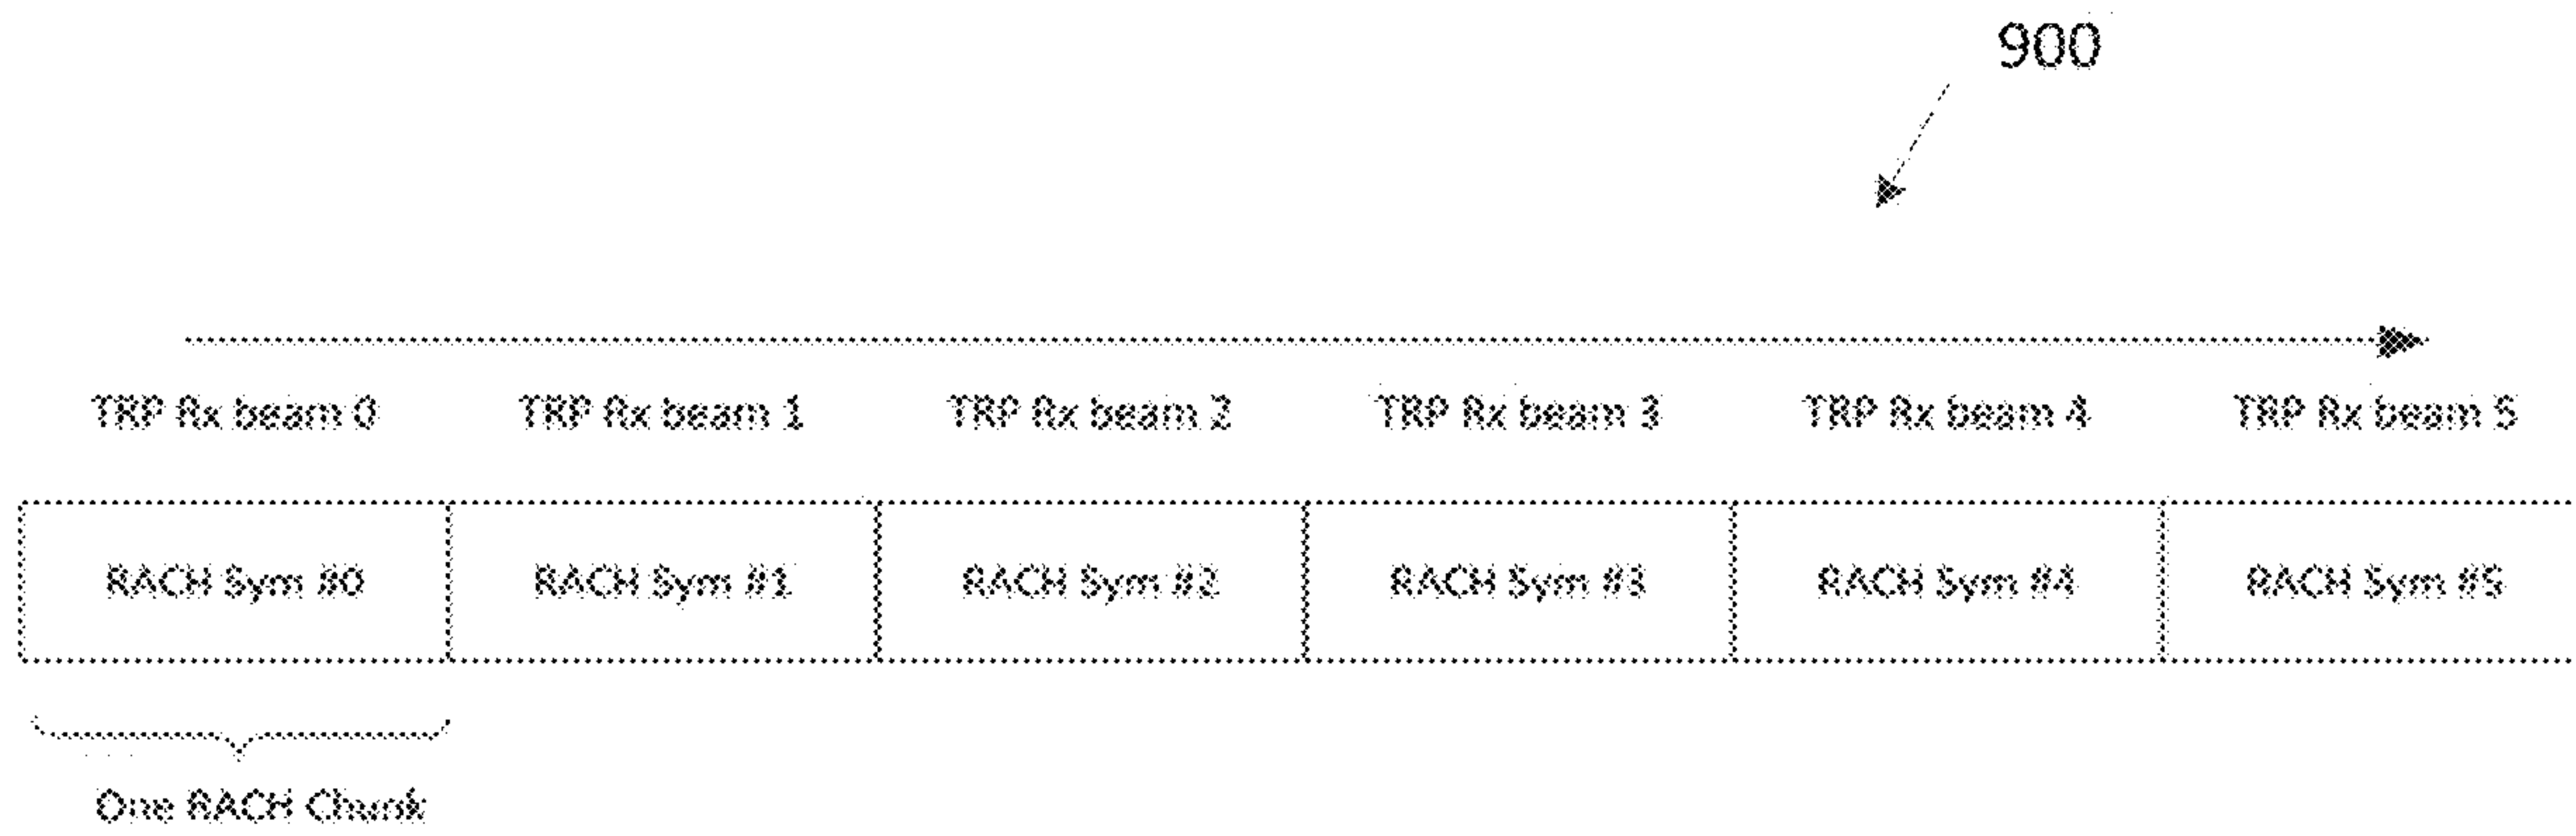 900
TRP Rx beam 0 TRP Rx beam 1 TRP Rx beam 2 TRP Rx beam 3 TRP Rx beam 4 TRP Rx beam 5
RACH Sym #0 RACH Sym #1 RACH Sym #2 RACH Sym #3 RACH Sym #4 RACH Sym #5
One RACH Chunk